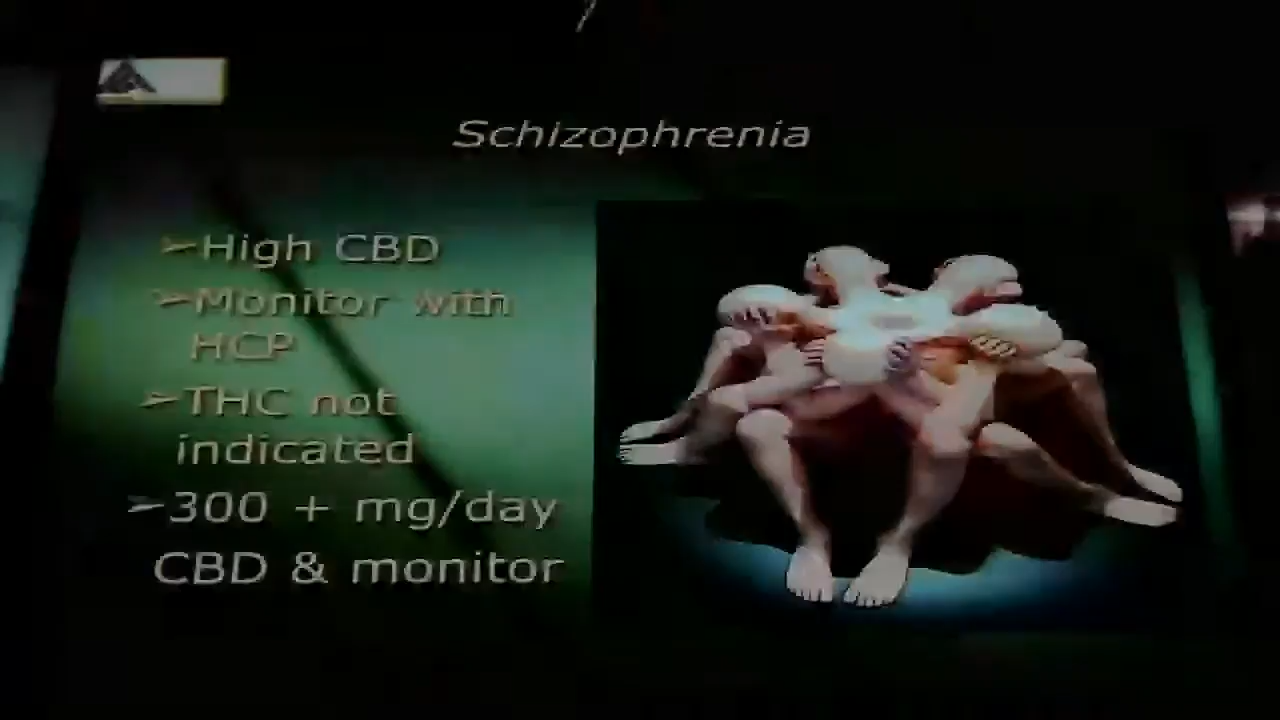 Schizophrenia
➢High CBD
➢Monitor with
HCP
➢THC not
indicated
➢300 + mg/day
CBD & monitor